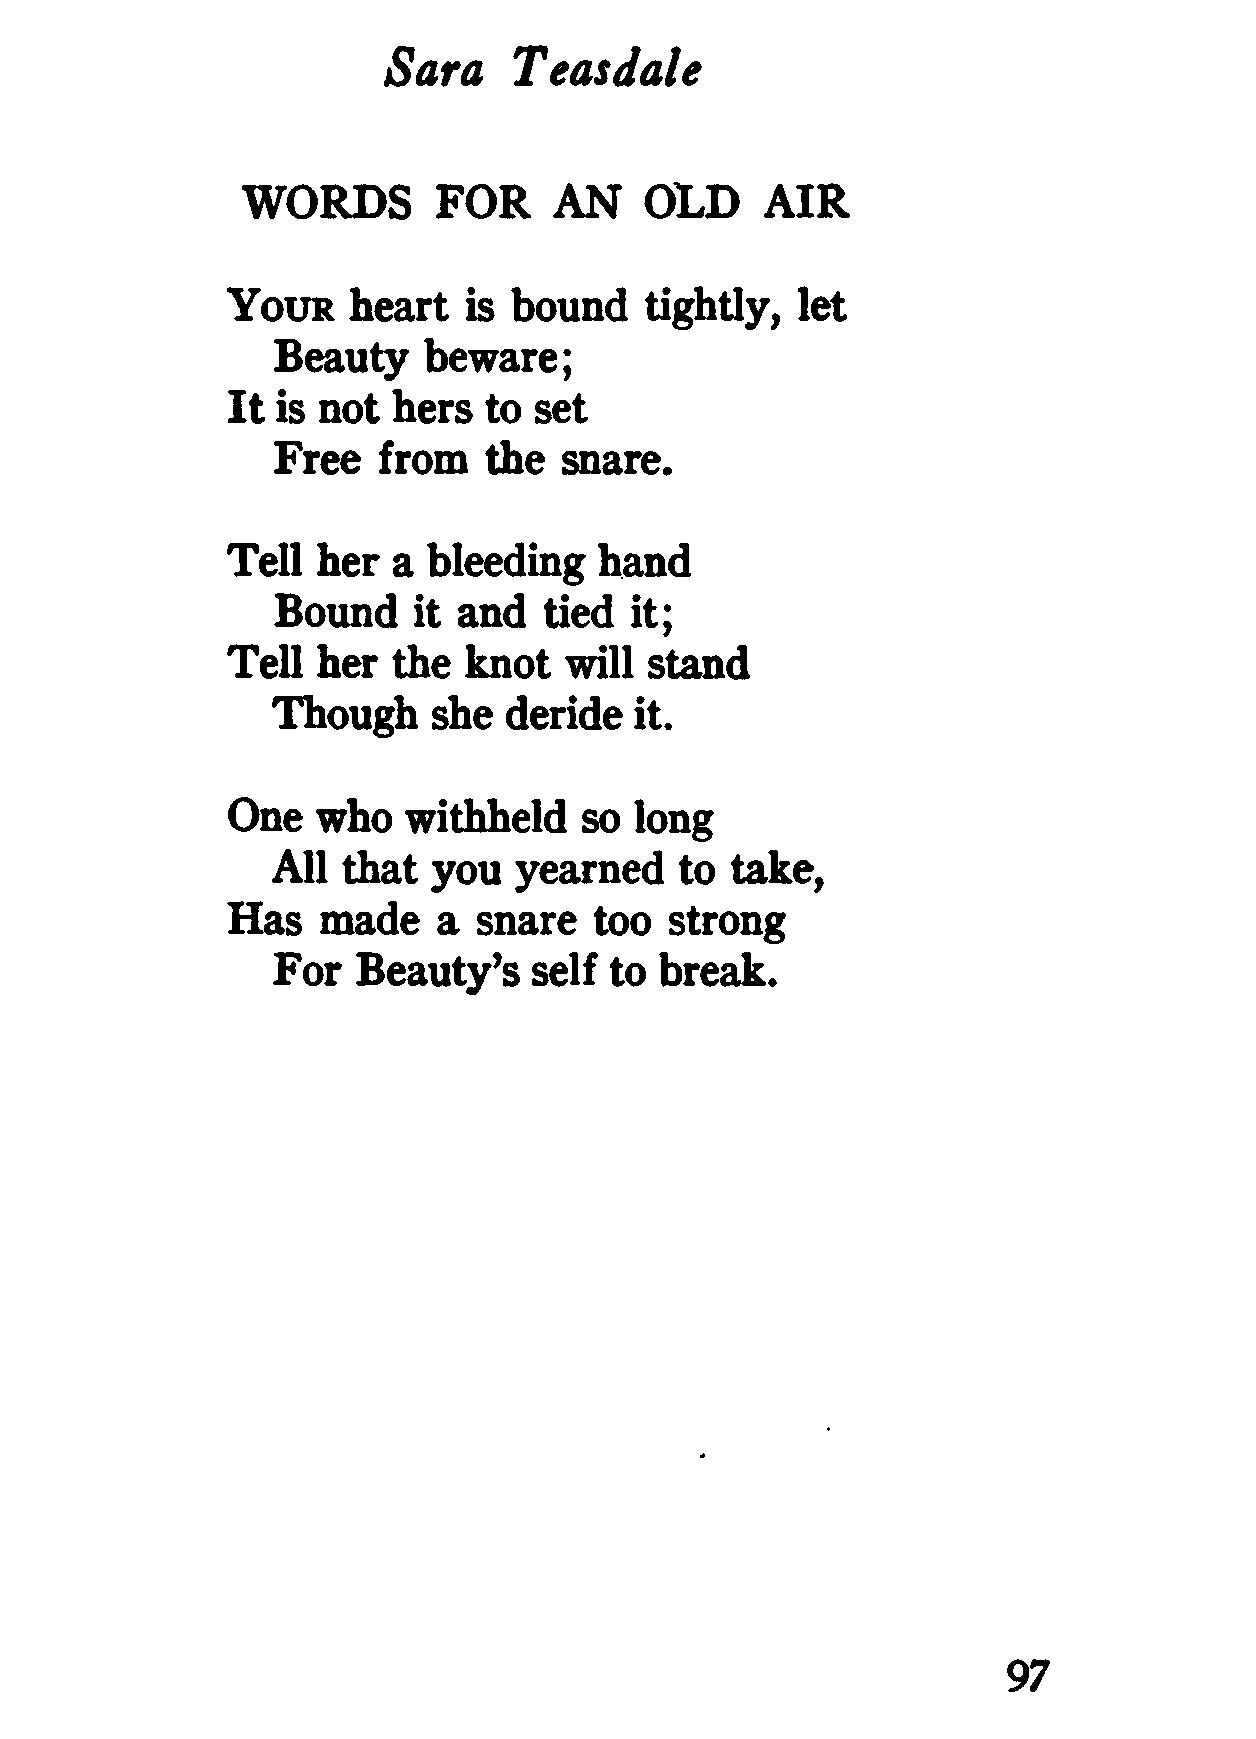 Sara Teasdale
WORDS FOR AN OLD AIR
YOUR heart is bound tightly, let
Beauty beware;
It is not hers to set
Free from the snare.
Tell her a bleeding hand
Bound it and tied it;
Tell her the knot will stand
Though she deride it.
One who withheld so long
All that you yearned to take,
Has made a snare too strong
For Beauty's self to break.
97